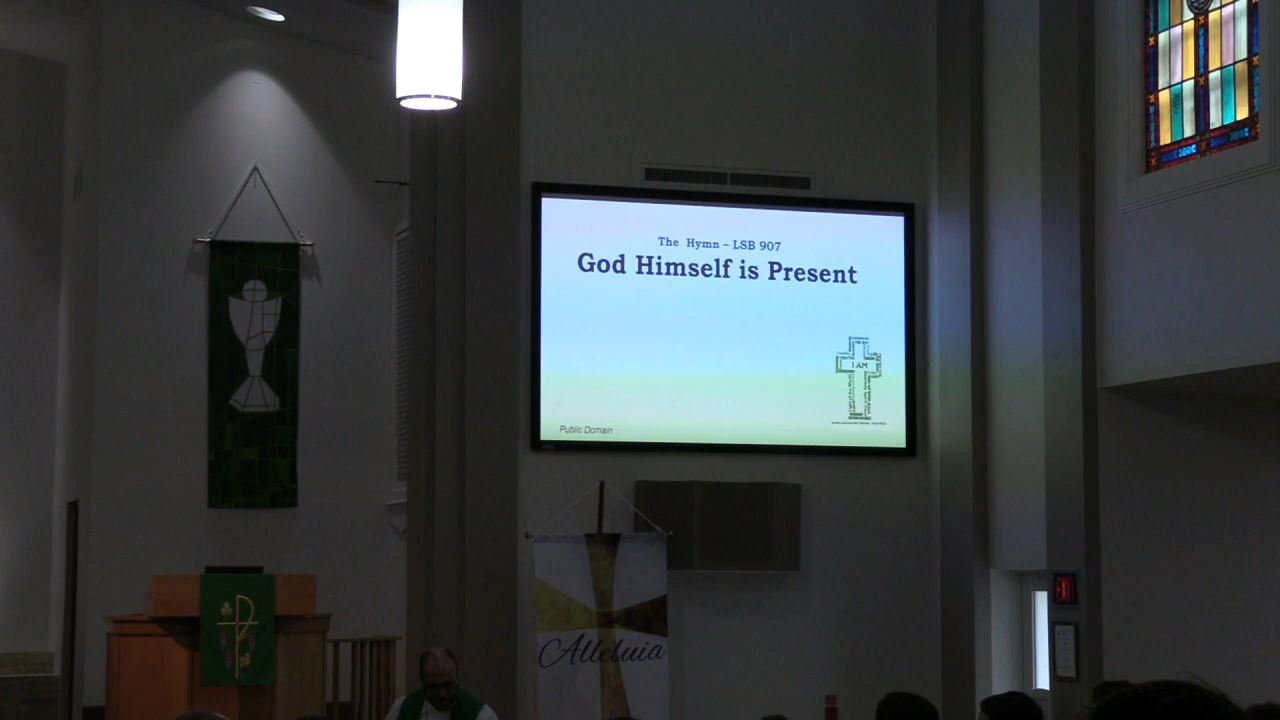 The Hymn – LSB 907
God Himself is Present
I AM
Public Domain
Alleluia